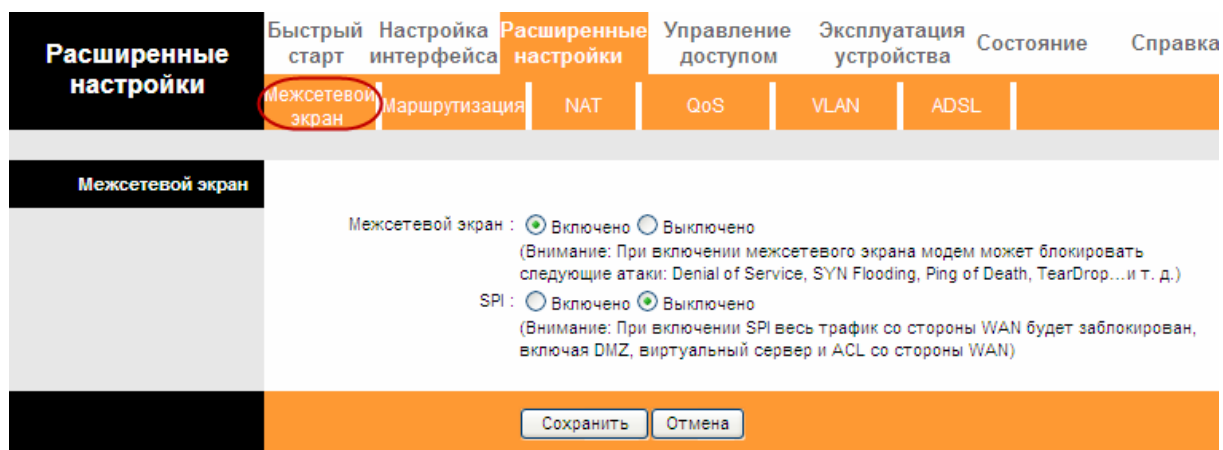 Расширенные настройки
Быстрый старт
Настройка интерфейса
Расширенные настройки
Управление доступом
Эксплуатация устройства
Состояние
Справка
Межсетевой экран
Маршрутизация
NAT
QoS
VLAN
ADSL
Межсетевой экран
Межсетевой экран : Включено Выключено
(Внимание: При включении межсетевого экрана модем может блокировать
следующие атаки: Denial of Service, SYN Flooding, Ping of Death, TearDrop…и т. д.)
SPI : Включено Выключено
(Внимание: При включении SPI весь трафик со стороны WAN будет заблокирован,
включая DMZ, виртуальный сервер и ACL со стороны WAN)
Сохранить Отмена